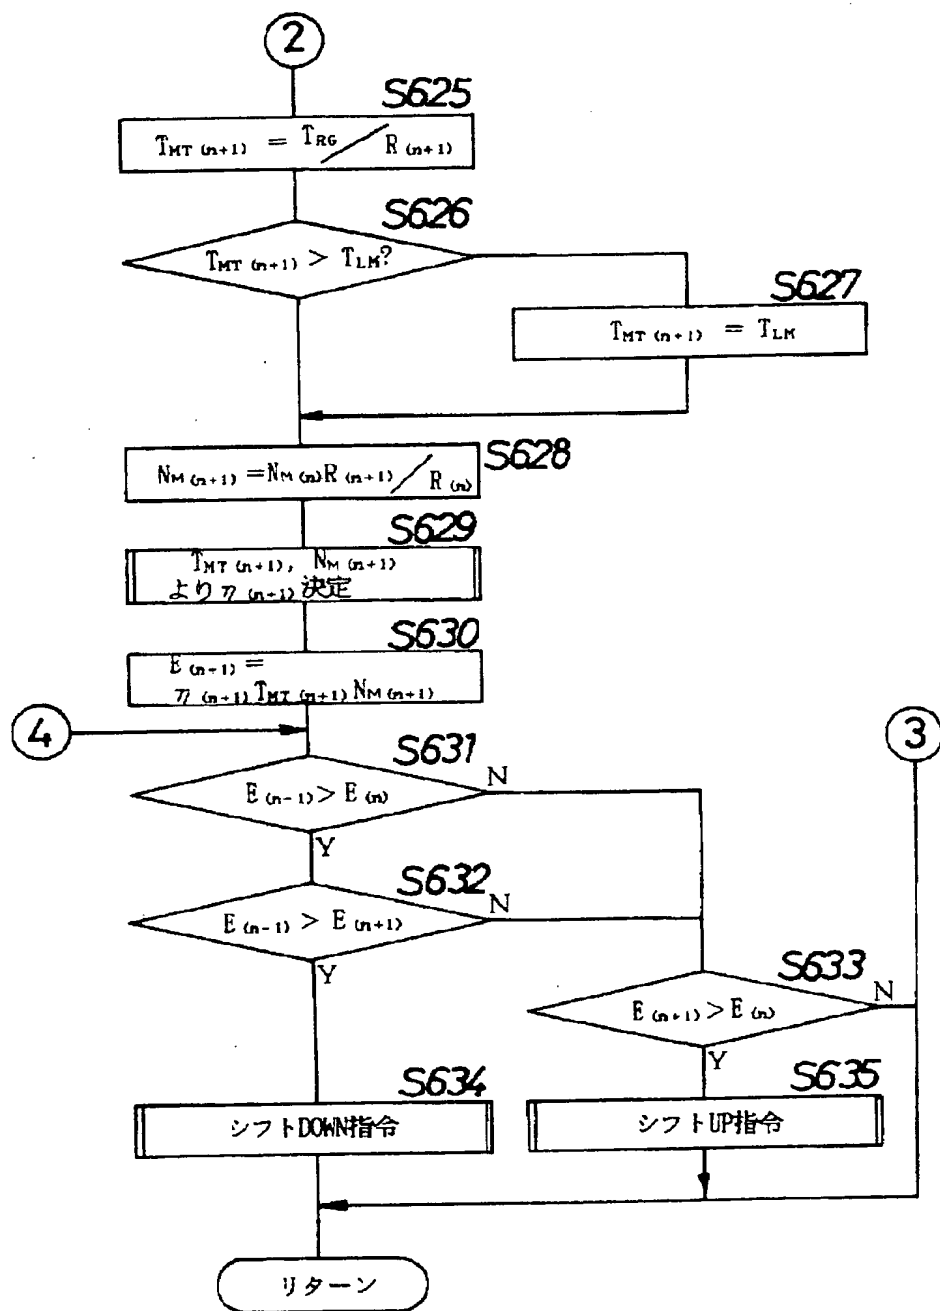 2
S625
TMT (n+1) = TRG / R (n+1)
S626
TMT (n+1) > TLM?
S627
TMT (n+1) = TLM
S628
NM (n+1) = NM (n) R (n+1) / R (n)
S629
TMT (n+1), NM (n+1)
より η (n+1) 決定
S630
E (n+1) =
η (n+1) TMT (n+1) NM (n+1)
4
3
S631
E (n-1) > E (n)
N
Y
S632
E (n-1) > E (n+1)
N
Y
S633
E (n+1) > E (n)
N
Y
S634
シフトDOWN指令
S635
シフトUP指令
リターン